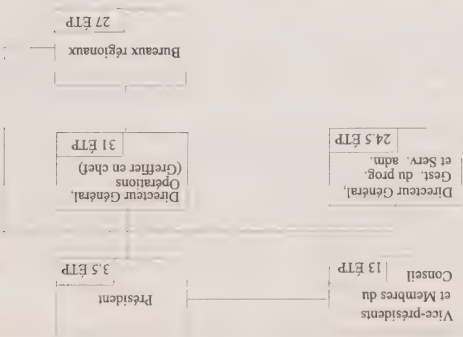 Vice-présidents
et Membres du
Conseil
13 ÉTP
Président
3.5 ÉTP
Directeur Général,
Gest. du prog.
et Serv. adm.
24.5 ÉTP
Directeur Général,
Opérations
(Greffier en chef)
31 ÉTP
Bureaux régionaux
27 ÉTP